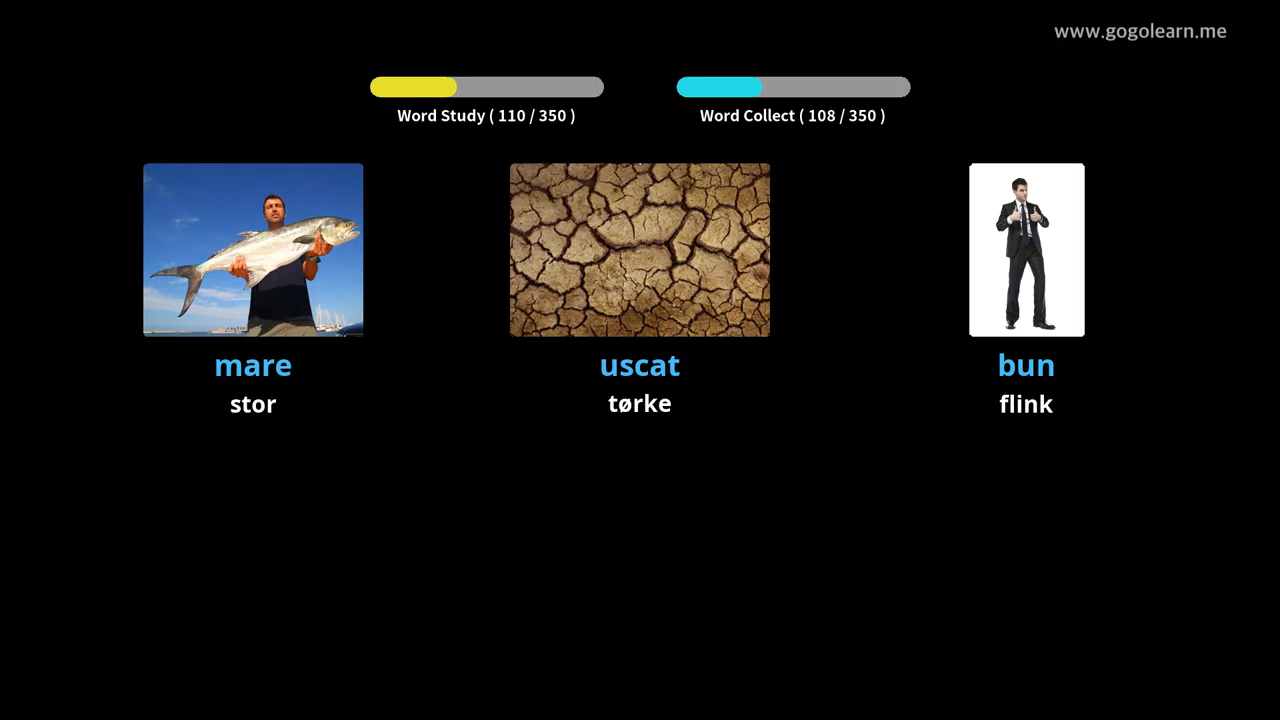 www.gogolearn.me
Word Study ( 110 / 350 )
Word Collect ( 108 / 350 )
mare
stor
uscat
tørke
bun
flink